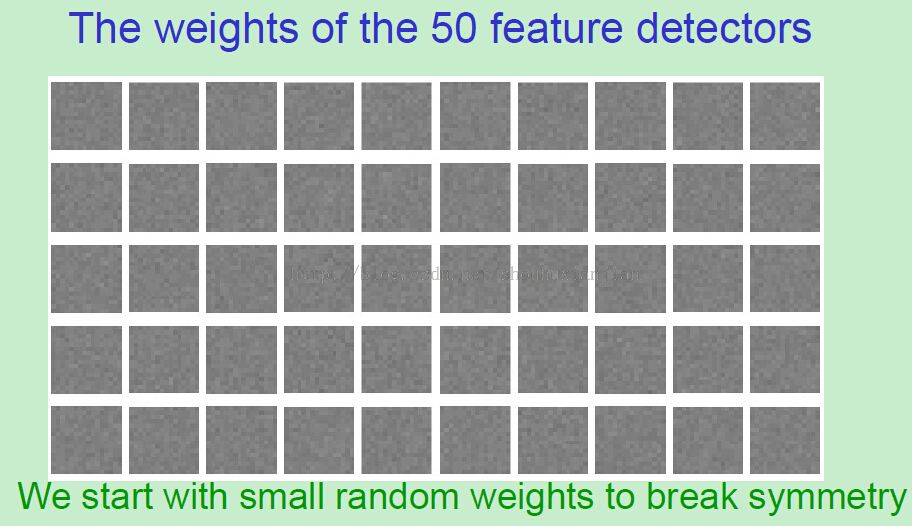 The weights of the 50 feature detectors
We start with small random weights to break symmetry